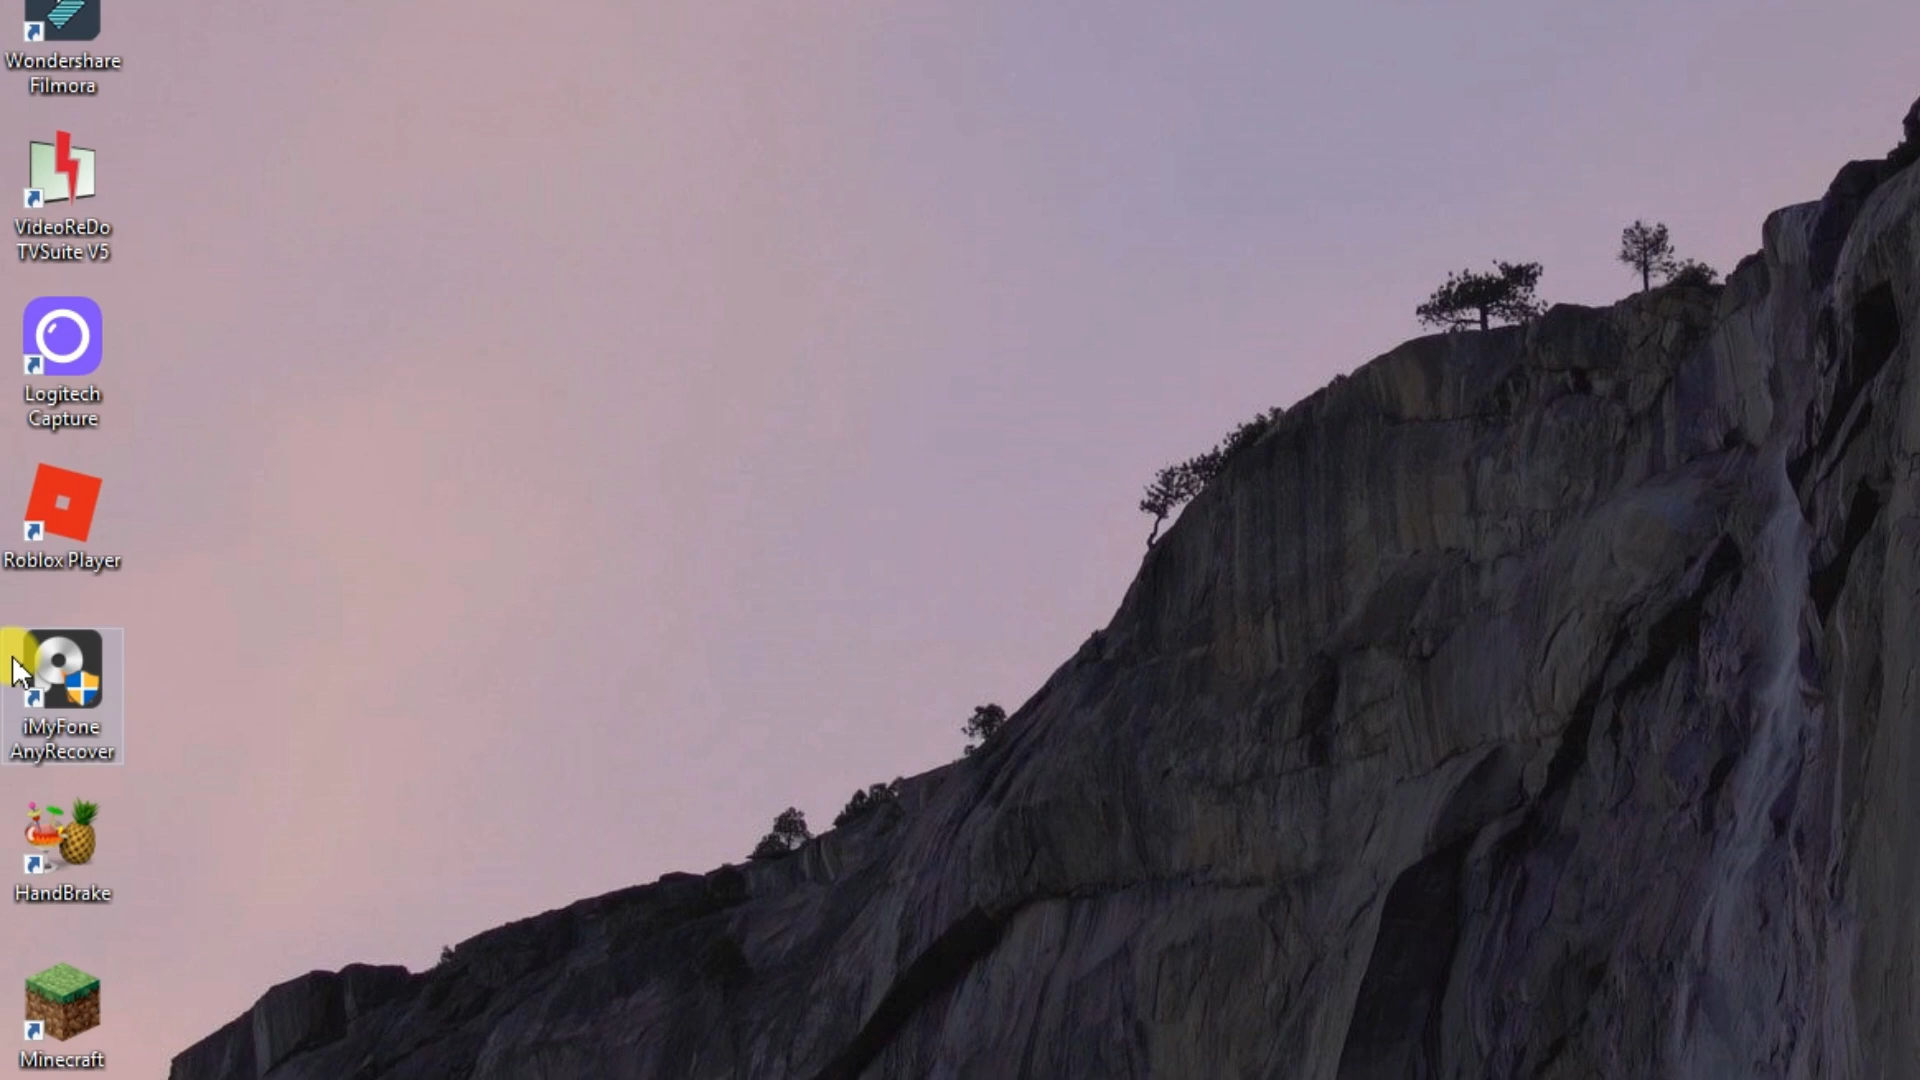 Wondershare
Filmora
VideoReDo
TVSuite V5
Logitech
Capture
Roblox Player
iMyFone
AnyRecover
HandBrake
Minecraft